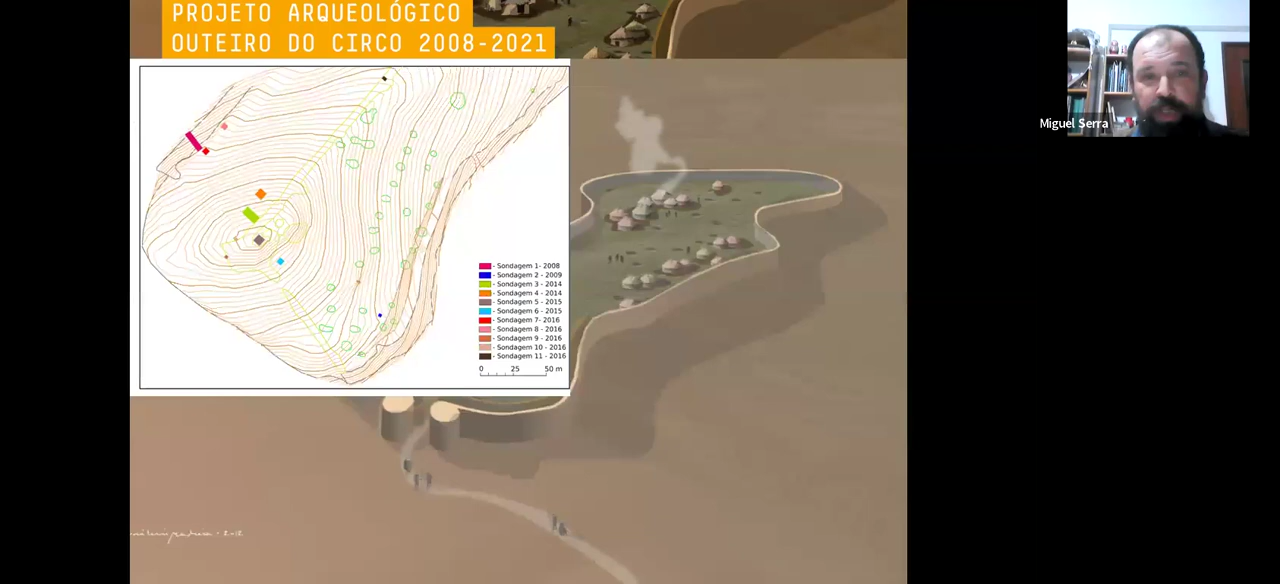 PROJETO ARQUEOLÓGICO
OUTEIRO DO CIRCO 2008-2021
Miguel Serra
- Sondagem 1- 2008
- Sondagem 2 - 2009
- Sondagem 3 - 2014
- Sondagem 4 - 2014
- Sondagem 5 - 2015
- Sondagem 6 - 2015
- Sondagem 7- 2016
- Sondagem 8 - 2016
- Sondagem 9 - 2016
- Sondagem 10 - 2016
- Sondagem 11 - 2016
0 25 50 m